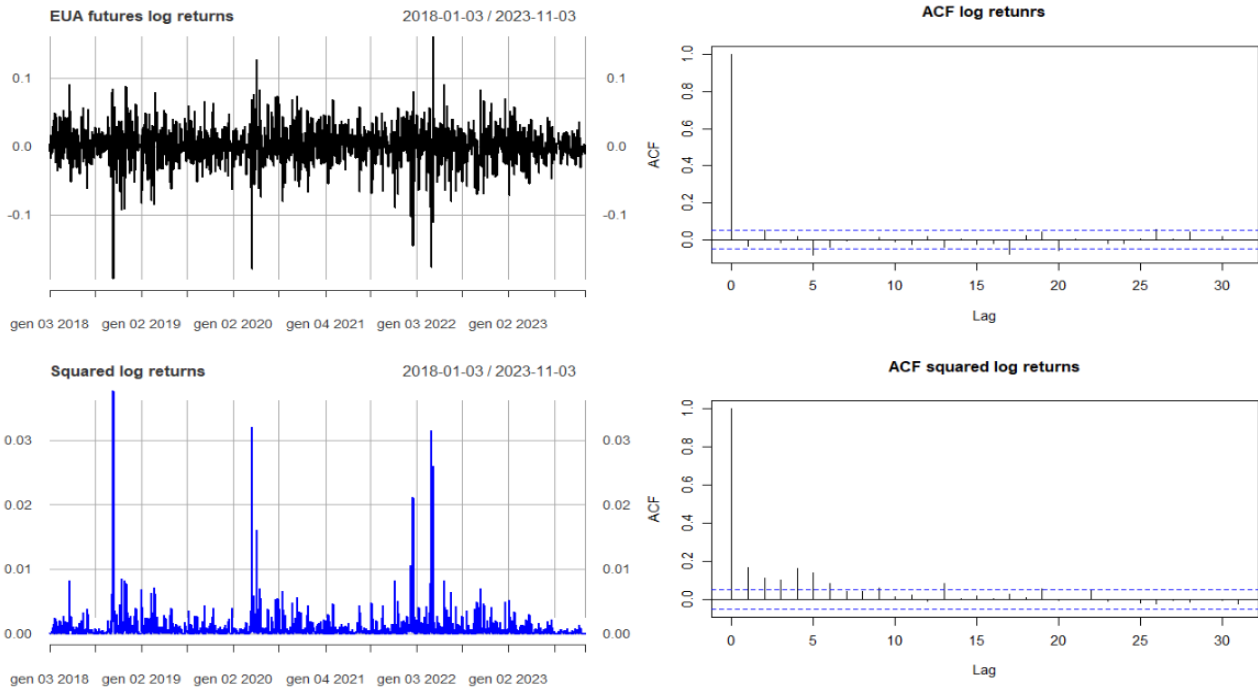 EUA futures log returns 2018-01-03 / 2023-11-03
0.1 0.1
0.0 0.0
-0.1 -0.1
gen 03 2018 gen 02 2019 gen 02 2020 gen 04 2021 gen 03 2022 gen 02 2023
ACF log retunrs
ACF
1.0
0.8
0.6
0.4
0.2
0.0
0 5 10 15 20 25 30
Lag
Squared log returns 2018-01-03 / 2023-11-03
0.03 0.03
0.02 0.02
0.01 0.01
0.00 0.00
gen 03 2018 gen 02 2019 gen 02 2020 gen 04 2021 gen 03 2022 gen 02 2023
ACF squared log returns
ACF
1.0
0.8
0.6
0.4
0.2
0.0
0 5 10 15 20 25 30
Lag